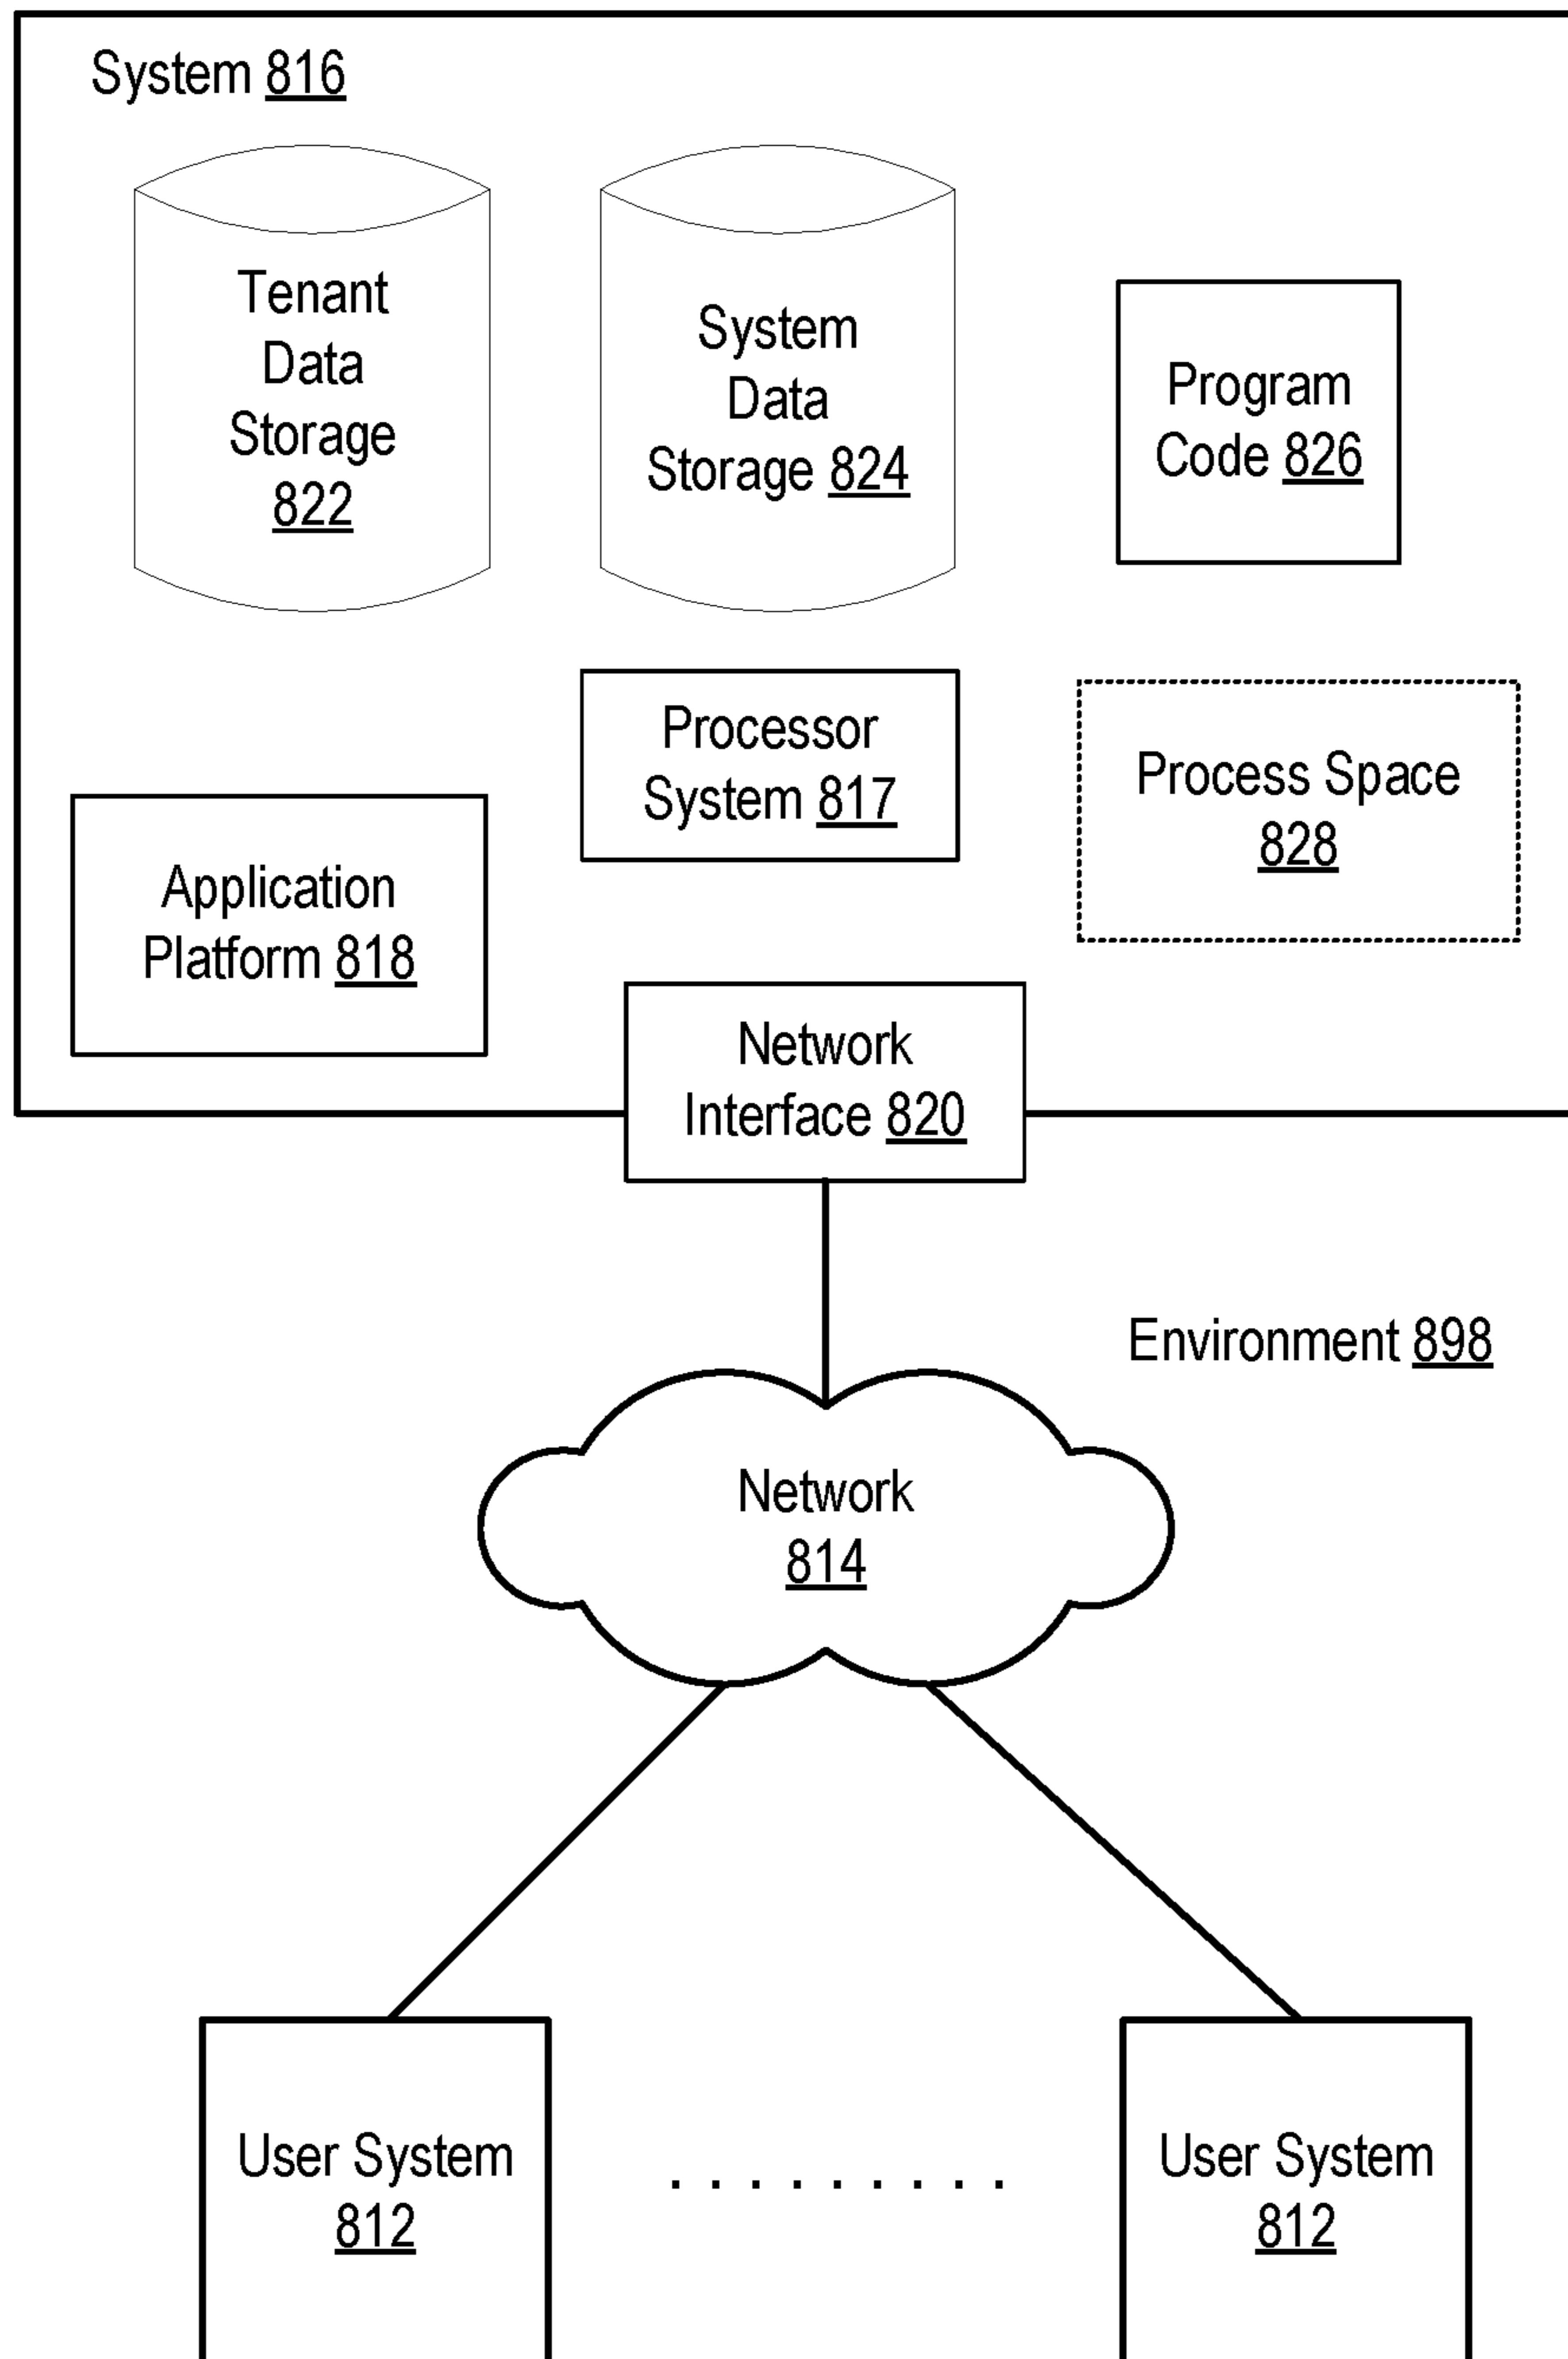 System 816
Tenant
Data
Storage
822
System
Data
Storage 824
Program
Code 826
Processor
System 817
Process Space
828
Application
Platform 818
Network
Interface 820
Environment 898
Network
814
User System
812
. . . . . . . . .
User System
812